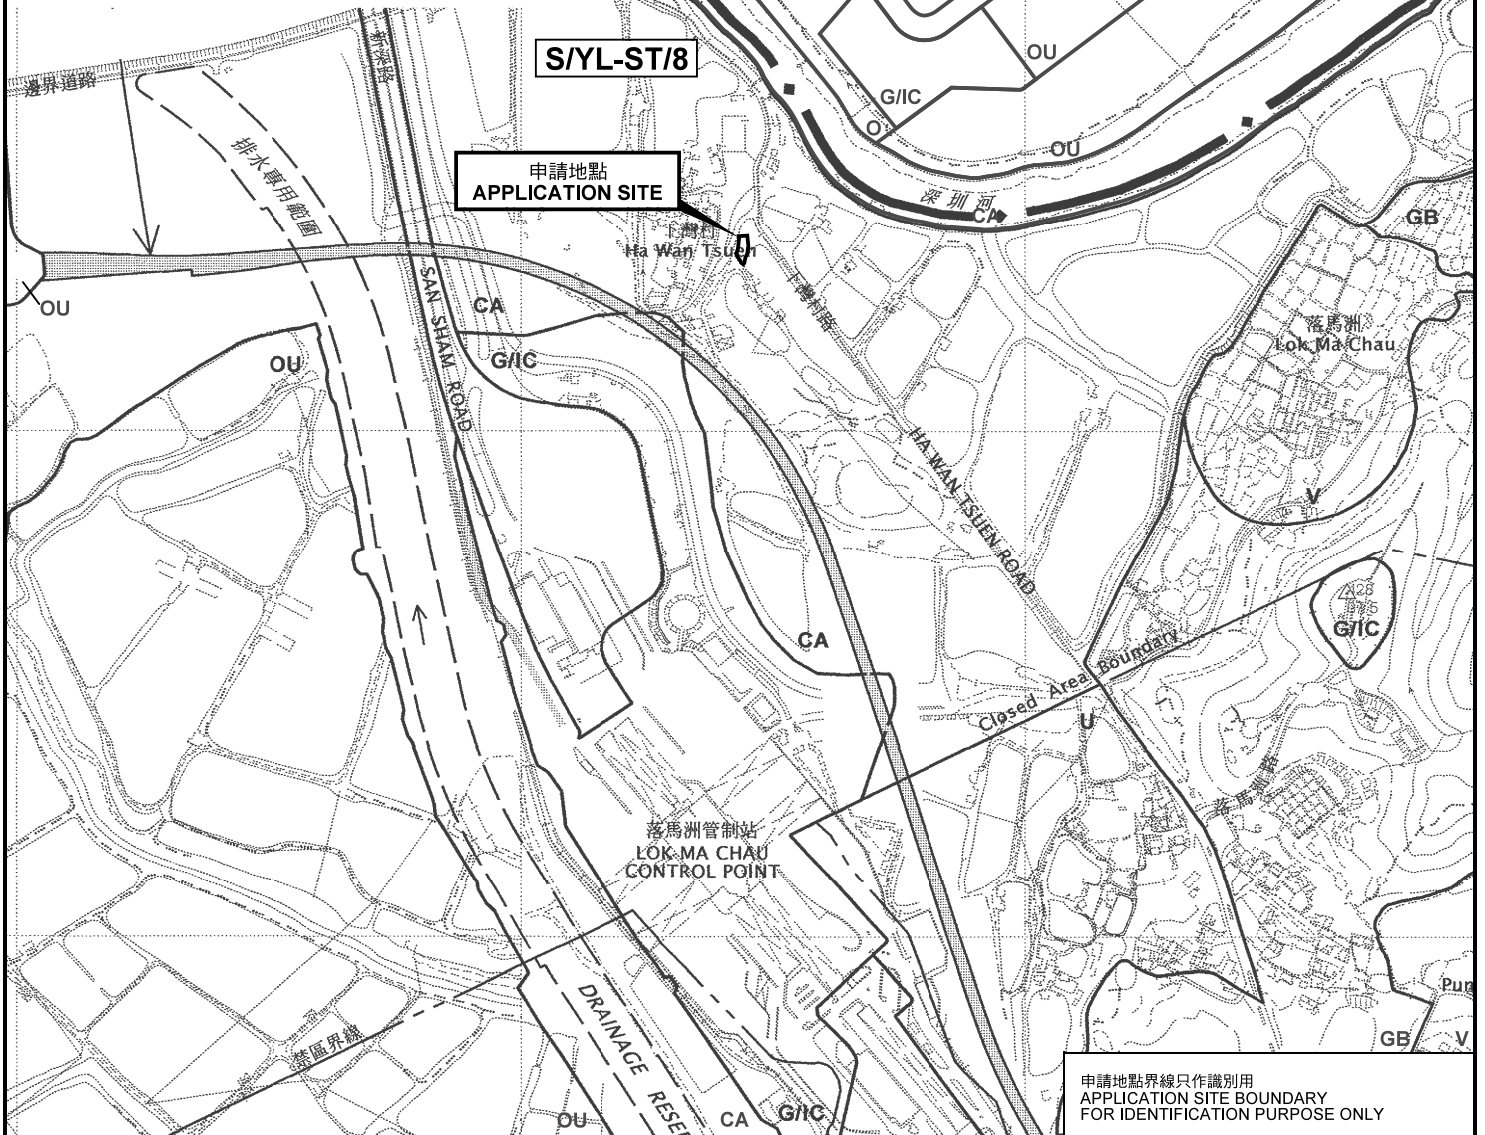 S/YL-ST/8
新深路
邊界道路
OU
G/IC
O
OU
排水專用範圍
申請地點
APPLICATION SITE
深圳河
CA
GB
下灣村
Ha Wan Tsuen
下灣村路
OU
SAN SHAM ROAD
CA
落馬洲
Lok Ma Chau
OU
G/IC
HA WAN TSUEN ROAD
V
G/IC
CA
Closed Area Boundary
U
落馬洲路
落馬洲管制站
LOK MA CHAU
CONTROL POINT
禁區界線
DRAINAGE RESER
GB
V
OU
CA
G/IC
申請地點界線只作識別用
APPLICATION SITE BOUNDARY
FOR IDENTIFICATION PURPOSE ONLY